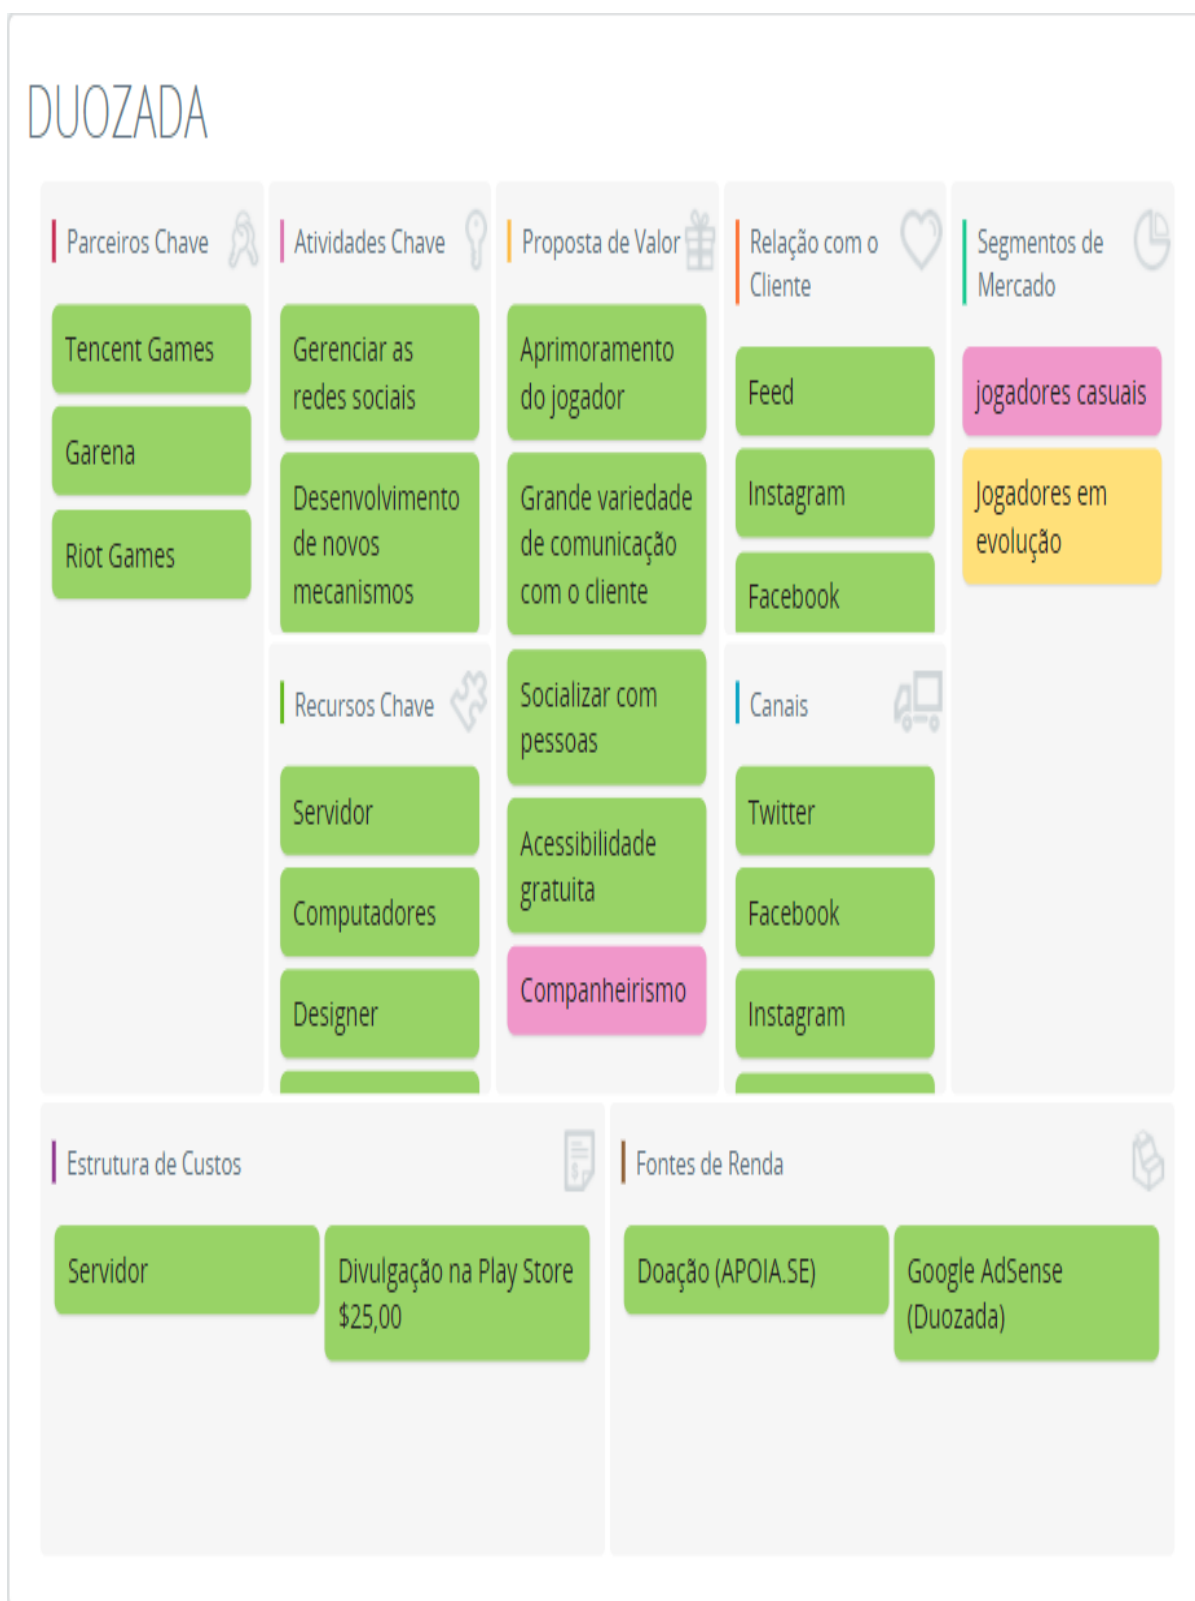 DUOZADA
Parceiros Chave
Tencent Games
Garena
Riot Games
Atividades Chave
Gerenciar as
redes sociais
Desenvolvimento
de novos
mecanismos
Recursos Chave
Servidor
Computadores
Designer
Proposta de Valor
Aprimoramento
do jogador
Grande variedade
de comunicação
com o cliente
Socializar com
pessoas
Acessibilidade
gratuita
Companheirismo
Relação com o
Cliente
Feed
Instagram
Facebook
Canais
Twitter
Facebook
Instagram
Segmentos de
Mercado
jogadores casuais
Jogadores em
evolução
Estrutura de Custos
Servidor
Divulgação na Play Store
$25,00
Fontes de Renda
Doação (APOIA.SE)
Google AdSense
(Duozada)